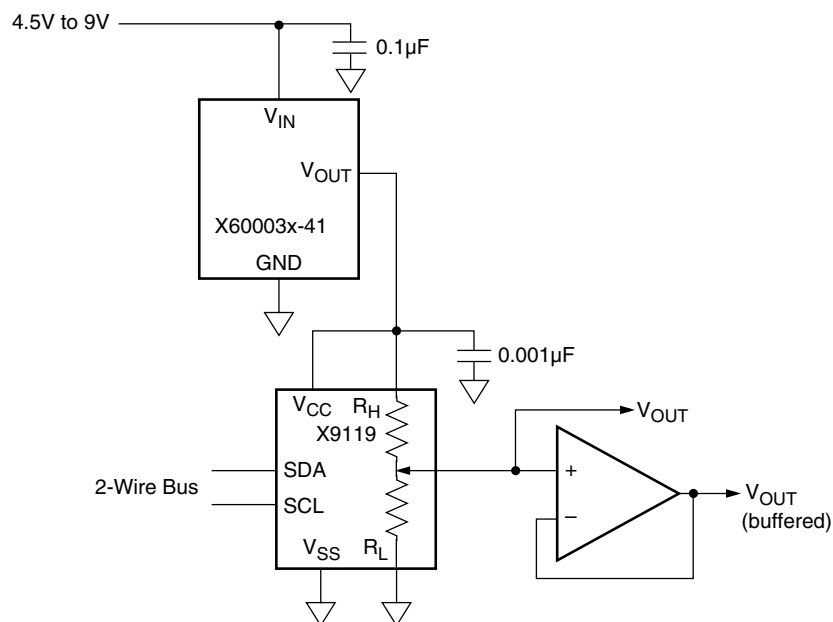 4.5V to 9V
0.1µF
VIN
VOUT
X60003x-41
GND
0.001µF
VCC
RH
X9119
VOUT
SDA
+
2-Wire Bus
VOUT
SCL
–
(buffered)
VSS
RL